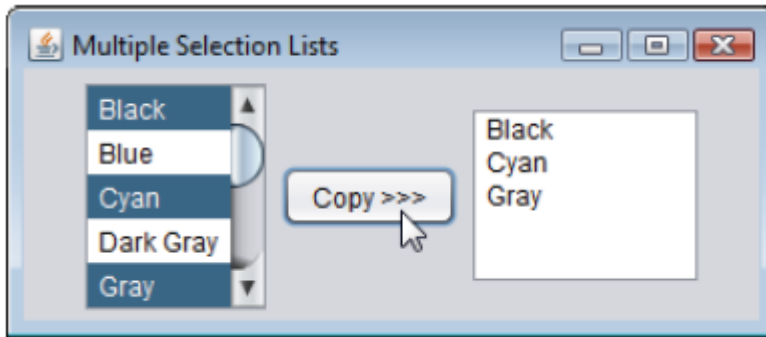 Multiple Selection Lists
Black
Blue
Cyan
Dark Gray
Gray
Copy >>>
Black
Cyan
Gray